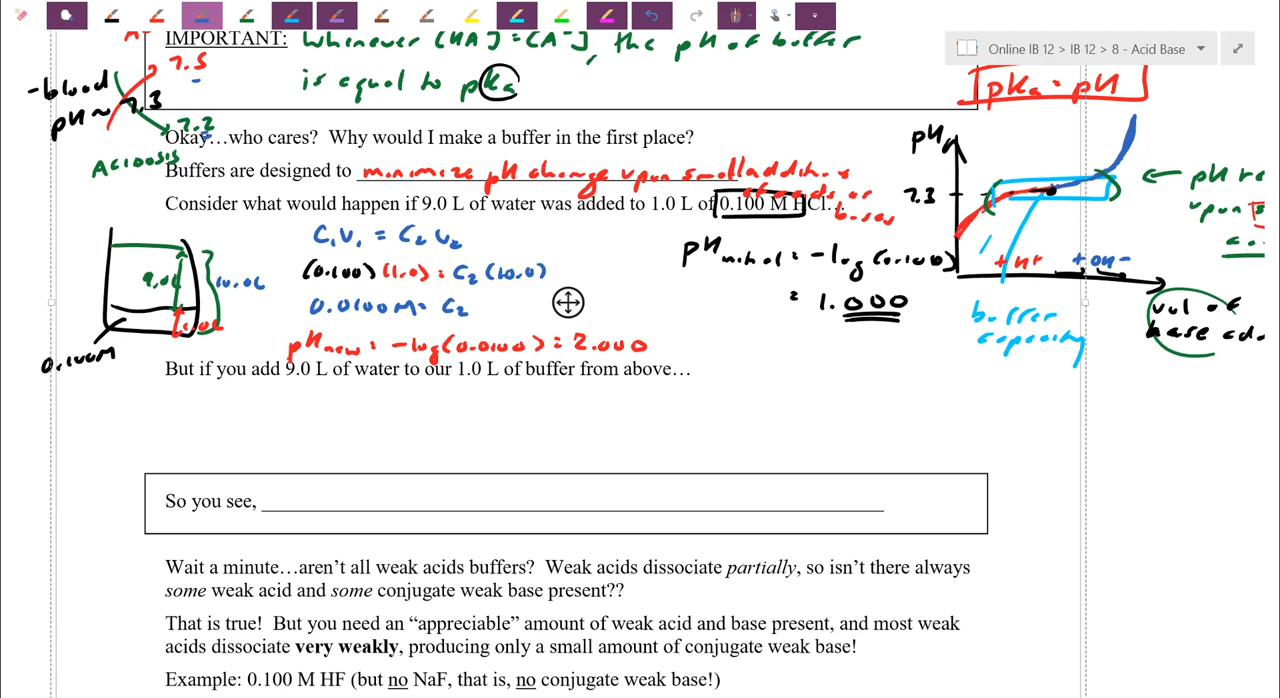 Online IB 12 > IB 12 > 8 - Acid Base
IMPORTANT: Whenever [HA] = [A⁻], the pH of buffer
is equal to pKa
pKa = pH
7.5
-blood
pH ~ 7.3
7.2
Acidosis
Okay…who cares? Why would I make a buffer in the first place?
Buffers are designed to minimize pH change upon small addition
of acids or
bases
Consider what would happen if 9.0 L of water was added to 1.0 L of 0.100 M HCl…
C₁V₁ = C₂V₂
(0.100)(1.0) = C₂(10.0)
0.0100M = C₂
pHnew = -log(0.0100) = 2.000
pHinitial = -log(0.100)
= 1.000
9.0L
10.0L
1.0L
0.100M
pH
7.3
+H+
+OH-
buffer
capacity
vol of
base
pH
upon
But if you add 9.0 L of water to our 1.0 L of buffer from above…
So you see,
Wait a minute…aren’t all weak acids buffers? Weak acids dissociate partially, so isn’t there always
some weak acid and some conjugate weak base present??
That is true! But you need an “appreciable” amount of weak acid and base present, and most weak
acids dissociate very weakly, producing only a small amount of conjugate weak base!
Example: 0.100 M HF (but no NaF, that is, no conjugate weak base!)